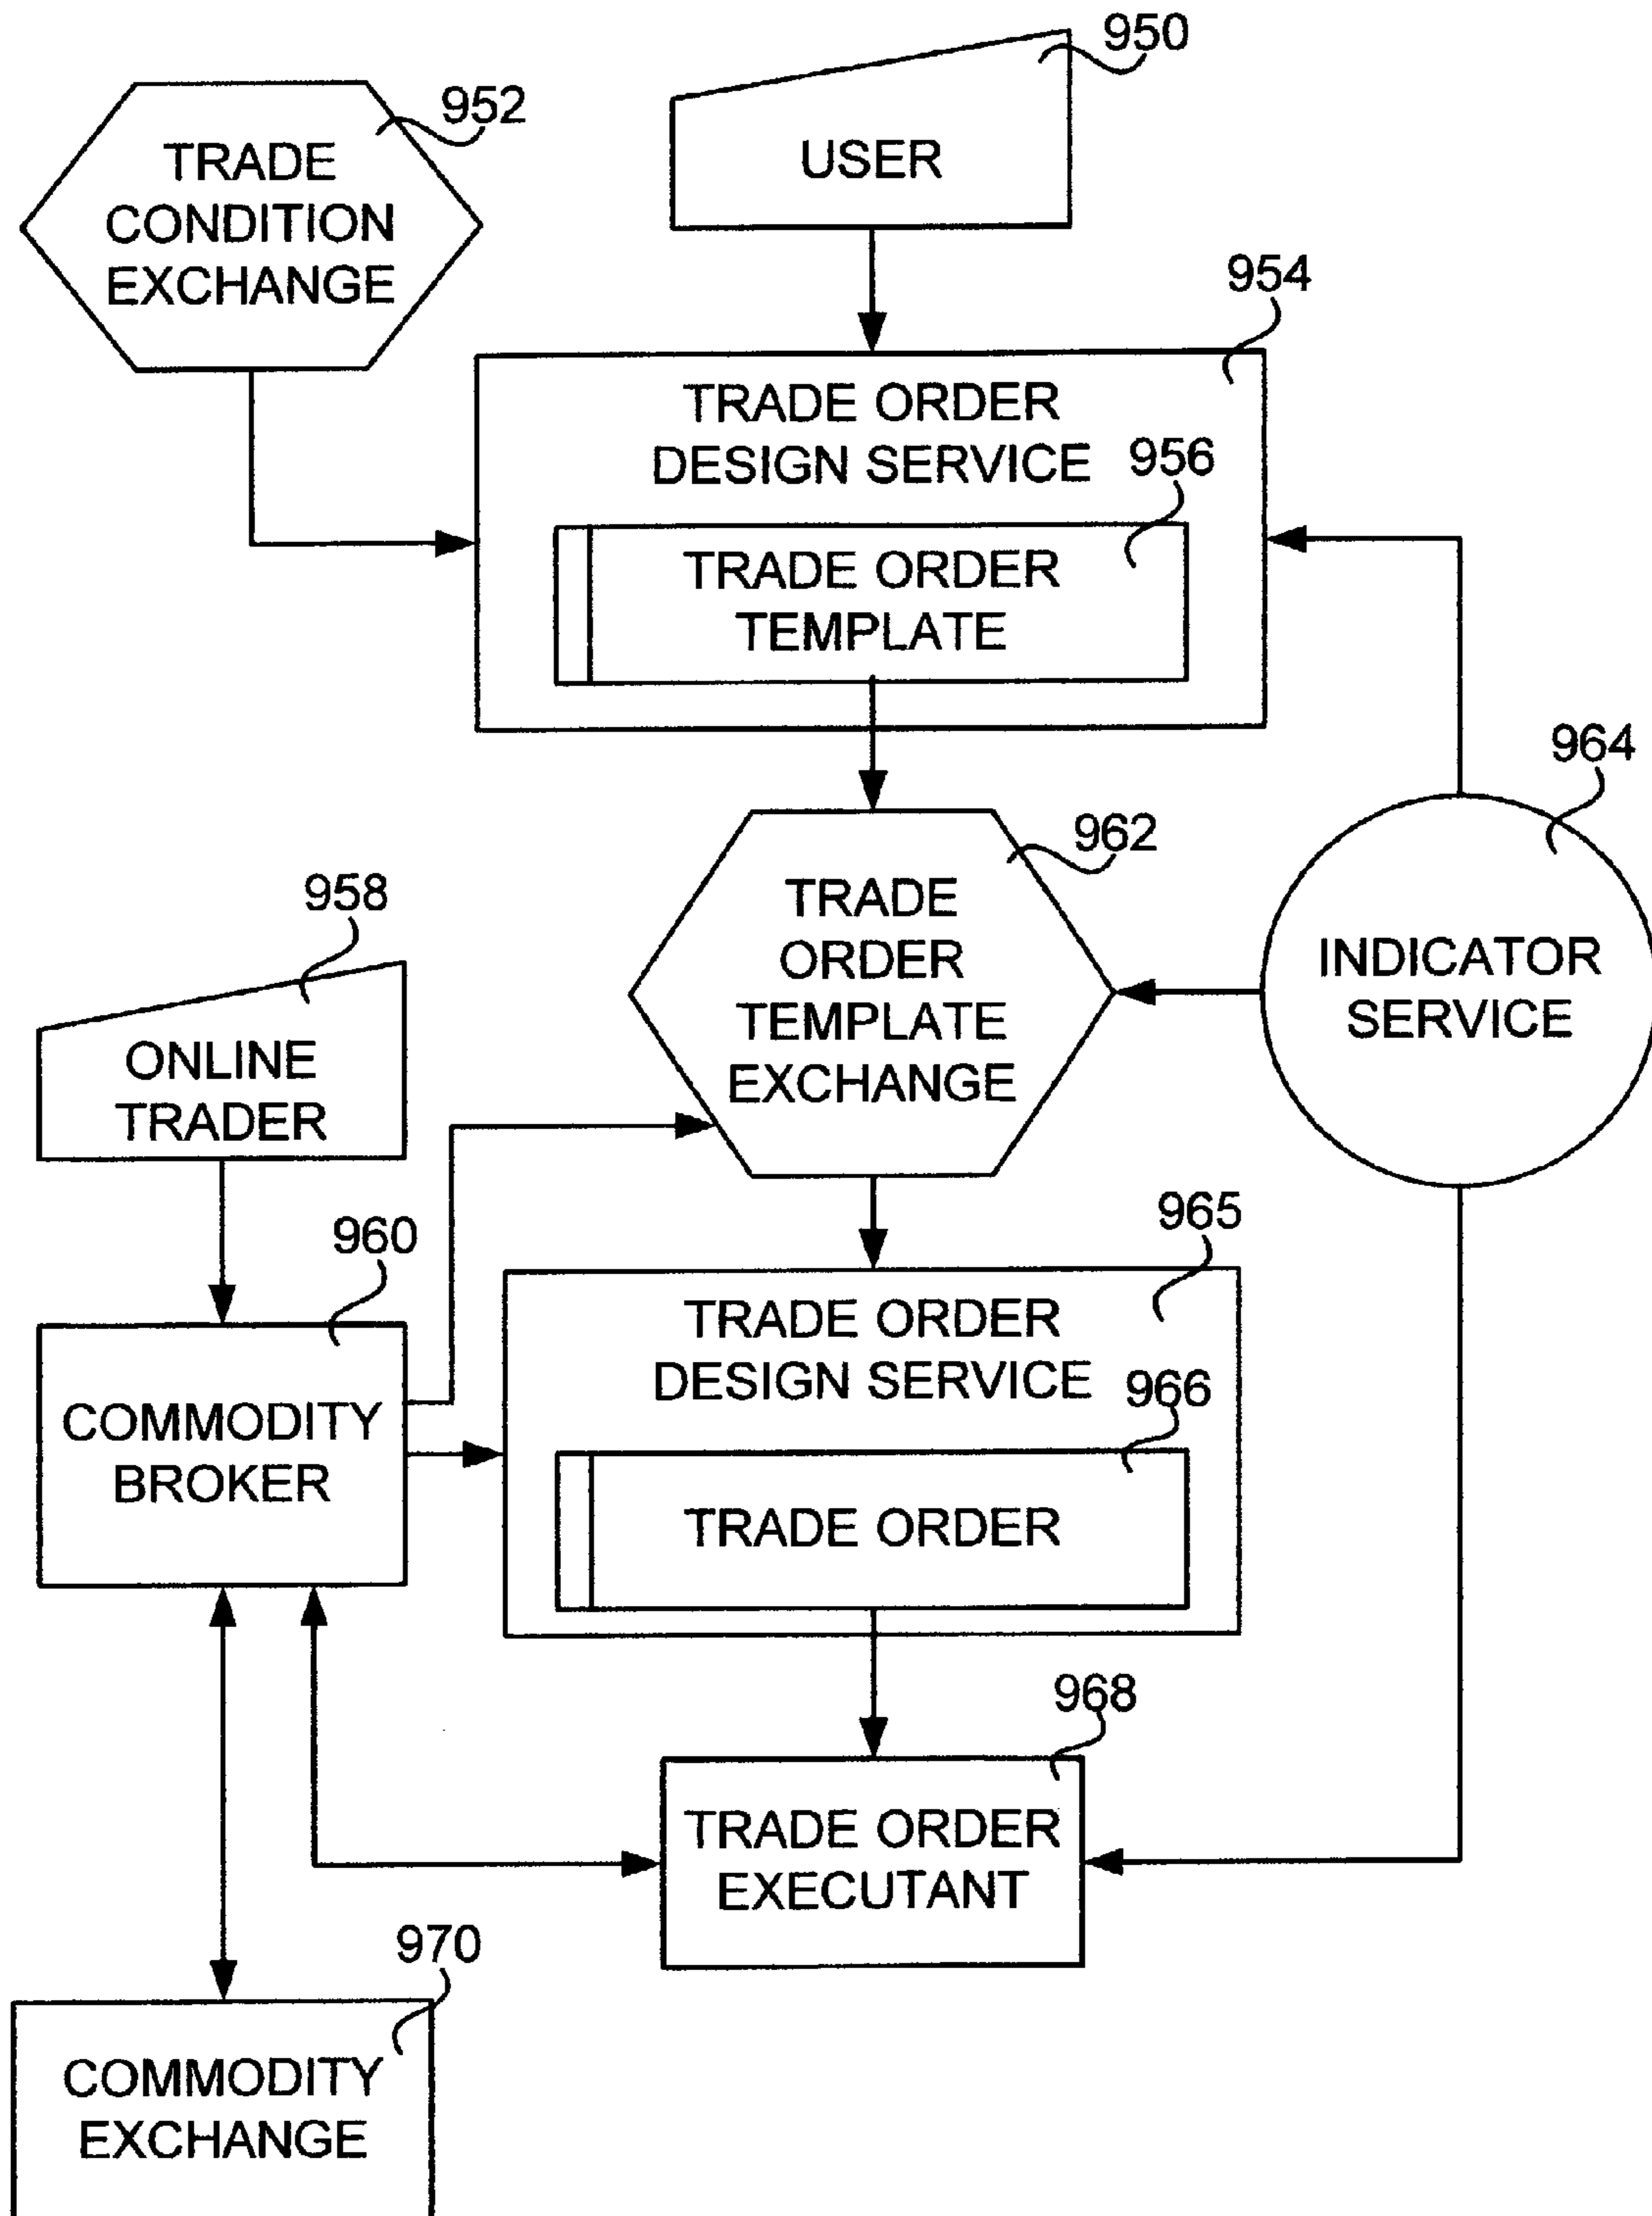 950
952
TRADE
CONDITION
EXCHANGE
USER
954
TRADE ORDER
DESIGN SERVICE
956
TRADE ORDER
TEMPLATE
964
962
TRADE
ORDER
TEMPLATE
EXCHANGE
INDICATOR
SERVICE
958
ONLINE
TRADER
960
COMMODITY
BROKER
965
TRADE ORDER
DESIGN SERVICE
966
TRADE ORDER
968
TRADE ORDER
EXECUTANT
970
COMMODITY
EXCHANGE